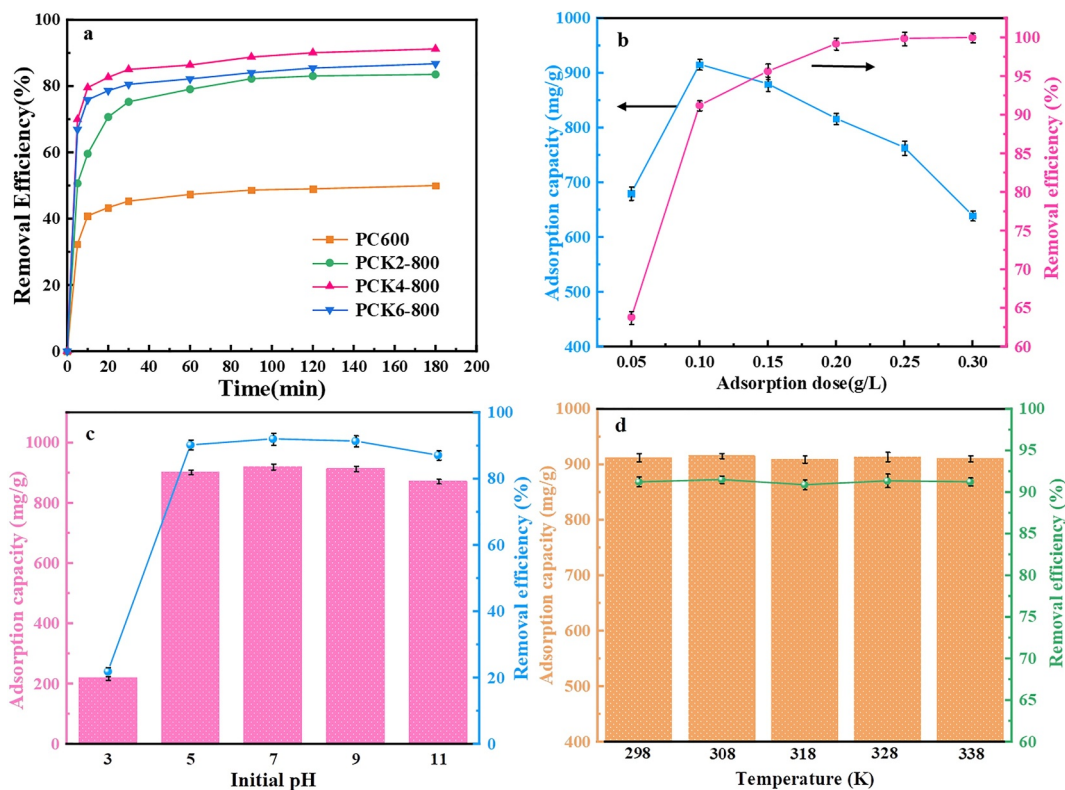 a
Removal Efficiency(%)
100
80
60
40
20
0
PC600
PCK2-800
PCK4-800
PCK6-800
0 20 40 60 80 100 120 140 160 180 200
Time(min)
b
Adsorption capacity (mg/g)
1000
900
800
700
600
500
400
Removal efficiency (%)
100
95
90
85
80
75
70
65
60
0.05 0.10 0.15 0.20 0.25 0.30
Adsorption dose(g/L)
c
Adsorption capacity (mg/g)
1000
800
600
400
200
0
Removal efficiency (%)
100
80
60
40
20
0
3 5 7 9 11
Initial pH
d
Adsorption capacity (mg/g)
1000
900
800
700
600
500
400
Removal efficiency (%)
100
95
90
85
80
75
70
65
60
298 308 318 328 338
Temperature (K)